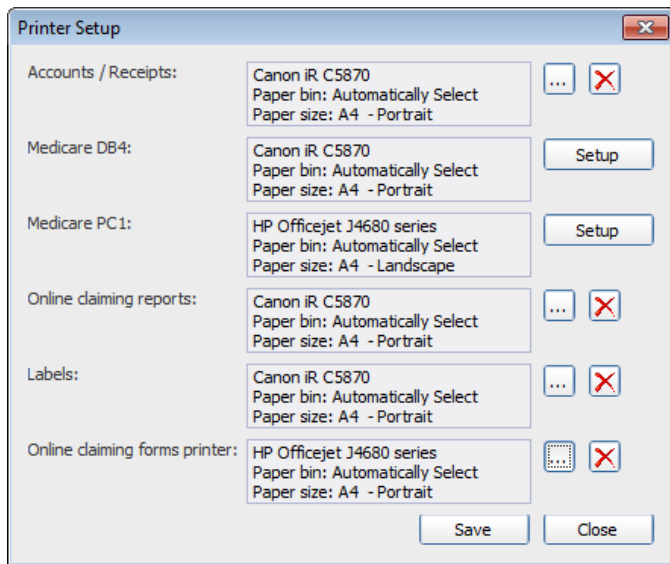 Printer Setup
Accounts / Receipts:
Canon iR C5870
Paper bin: Automatically Select
Paper size: A4 - Portrait
...
Medicare DB4:
Canon iR C5870
Paper bin: Automatically Select
Paper size: A4 - Portrait
Setup
Medicare PC1:
HP Officejet J4680 series
Paper bin: Automatically Select
Paper size: A4 - Landscape
Setup
Online claiming reports:
Canon iR C5870
Paper bin: Automatically Select
Paper size: A4 - Portrait
...
Labels:
Canon iR C5870
Paper bin: Automatically Select
Paper size: A4 - Portrait
...
Online claiming forms printer:
HP Officejet J4680 series
Paper bin: Automatically Select
Paper size: A4 - Portrait
...
Save
Close